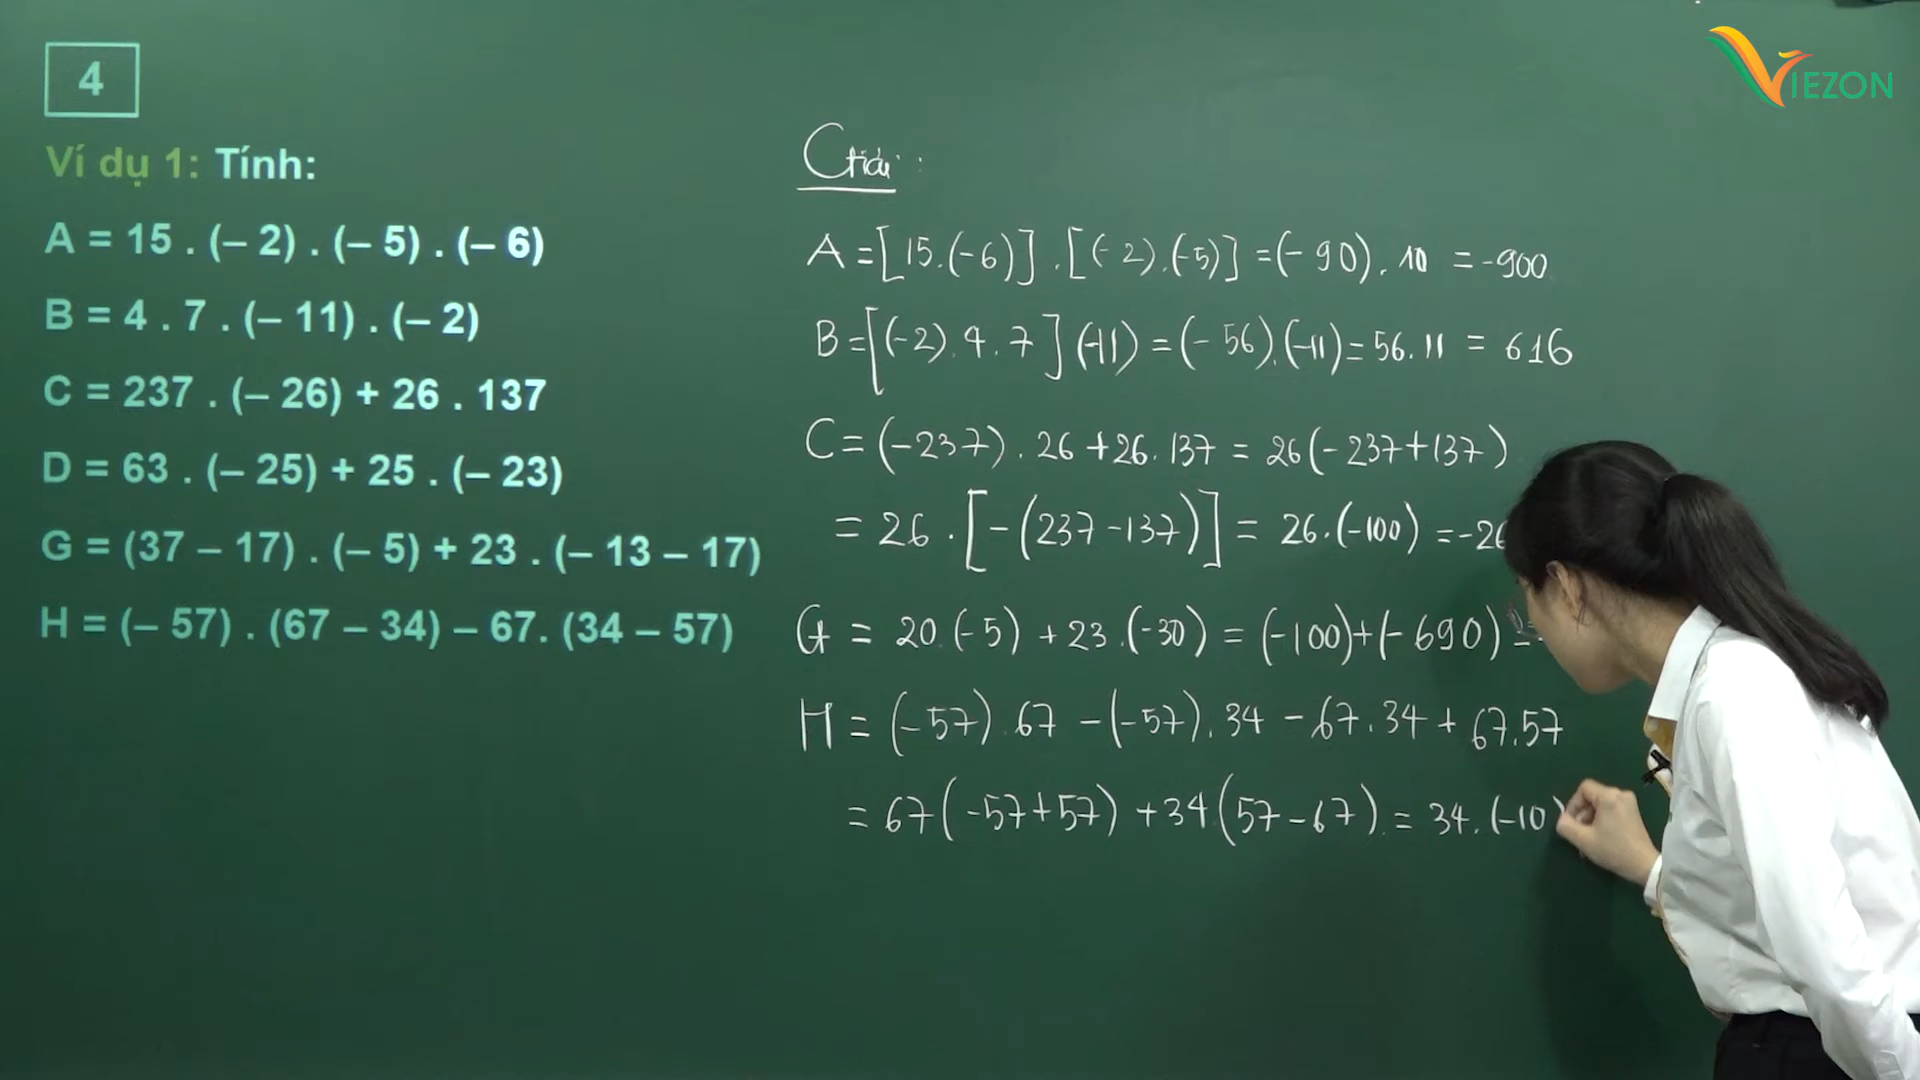 VIEZON
4
Ví dụ 1: Tính:
A = 15 . (– 2) . (– 5) . (– 6)
B = 4 . 7 . (– 11) . (– 2)
C = 237 . (– 26) + 26 . 137
D = 63 . (– 25) + 25 . (– 23)
G = (37 – 17) . (– 5) + 23 . (– 13 – 17)
H = (– 57) . (67 – 34) – 67. (34 – 57)
Giải:
A = [15.(-6)] . [(-2).(-5)] = (-90). 10 = -900
B = [(-2).4.7] (-11) = (-56).(-11) = 56.11 = 616
C = (-237) . 26 + 26.137 = 26(-237+137)
= 26 . [-(237-137)] = 26.(-100) = -26
G = 20.(-5) + 23.(-30) = (-100)+(-690) =
H = (-57).67 - (-57).34 - 67.34 + 67.57
= 67(-57+57) + 34(57-67) = 34.(-10)